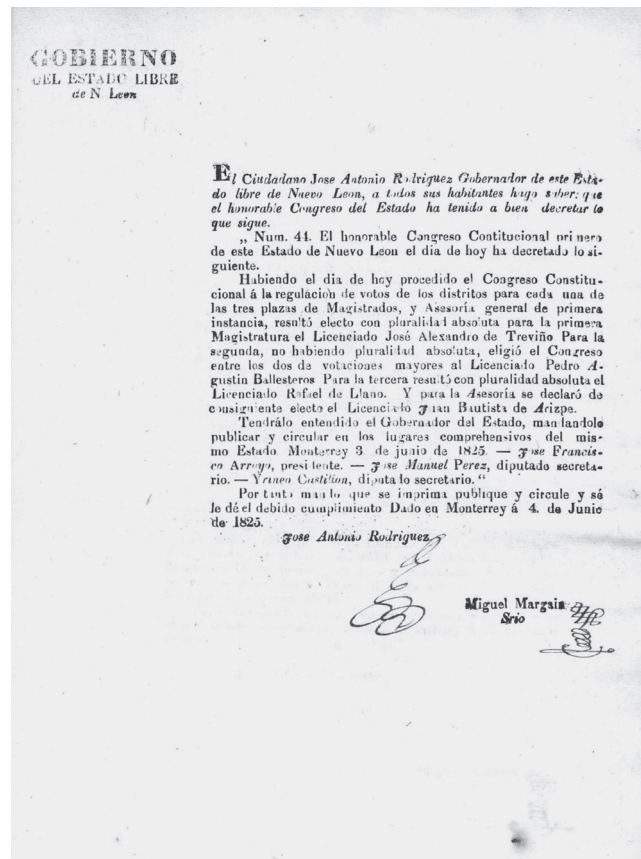 GOBIERNO
DEL ESTADO LIBRE
de N Leon
El Ciudadano Jose Antonio Rodriguez Gobernador de este Esta-
do libre de Nuevo Leon, a todos sus habitantes hago saber: que
el honorable Congreso del Estado ha tenido a bien decretar lo
que sigue.
„ Num. 44. El honorable Congreso Contitucional primero
de este Estado de Nuevo Leon el dia de hoy ha decretado lo si-
guiente.
Habiendo el dia de hoy procedido el Congreso Constitu-
cional á la regulacion de votos de los distritos para cada una de
las tres plazas de Magistrados, y Asesoría general de primera
instancia, resultó electo con pluralidad absoluta para la primera
Magistratura el Licenciado José Alexandro de Treviño Para la
segunda, no habiendo pluralidad absoluta, eligió el Congreso
entre los dos de votaciones mayores al Licenciado Pedro A-
gustin Ballesteros Para la tercera resultó con pluralidad absoluta el
Licenciado Rafael de Llano. Y para la Asesoría se declaró de
consiguiente electo el Licenciado Juan Bautista de Arizpe.
Tendrálo entendido el Gobernador del Estado, mandandolo
publicar y circular en los lugares comprehensivos del mis-
mo Estado Monterrey 3 de junio de 1825. — Jose Francis-
co Arroyo, presidente. — Jose Manuel Perez, diputado secreta-
rio. — Yrineo Castillon, diputado secretario. “
Por tanto mando que se imprima publique y circule y sé
le dé el debido cumplimiento Dado en Monterrey á 4. de Junio
de 1825.
Jose Antonio Rodriguez
Miguel Margain
Srio